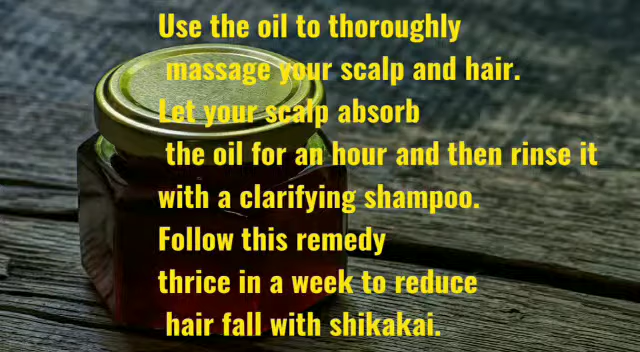 Use the oil to thoroughly
massage your scalp and hair.
Let your scalp absorb
the oil for an hour and then rinse it
with a clarifying shampoo.
Follow this remedy
thrice in a week to reduce
hair fall with shikakai.